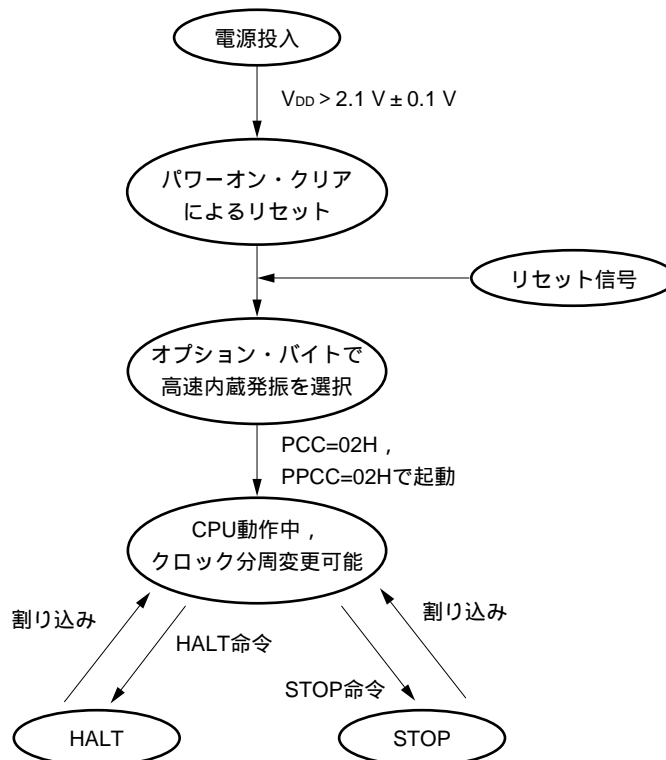 電源投入
VDD > 2.1 V ± 0.1 V
パワーオン・クリア
によるリセット
リセット信号
オプション・バイトで
高速内蔵発振を選択
PCC=02H ,
PPCC=02Hで起動
CPU動作中 ,
クロック分周変更可能
割り込み
割り込み
HALT命令
STOP命令
HALT
STOP